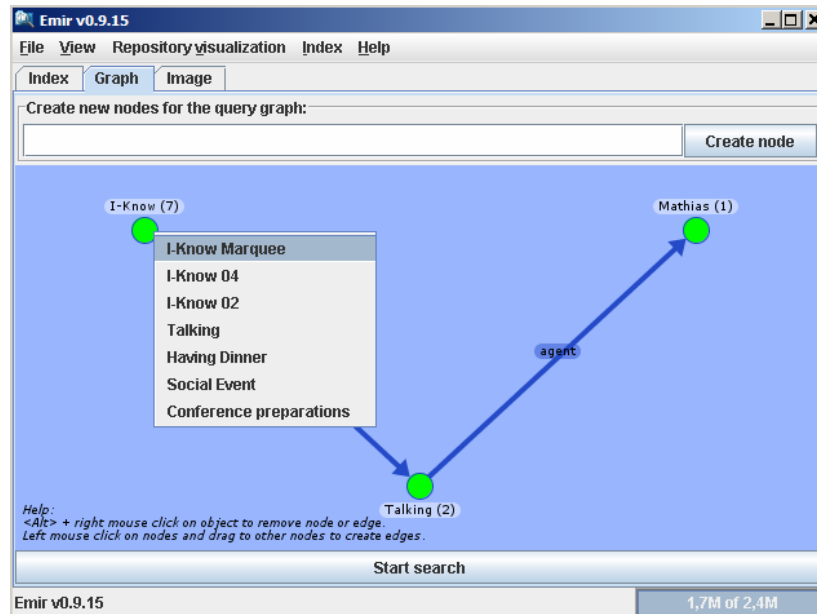 Emir v0.9.15
File View Repository visualization Index Help
Index Graph Image
Create new nodes for the query graph:
Create node
I-Know (7)
Mathias (1)
I-Know Marquee
I-Know 04
I-Know 02
Talking
Having Dinner
Social Event
Conference preparations
agent
Talking (2)
Help:
<Alt> + right mouse click on object to remove node or edge.
Left mouse click on nodes and drag to other nodes to create edges.
Start search
Emir v0.9.15 1,7M of 2,4M